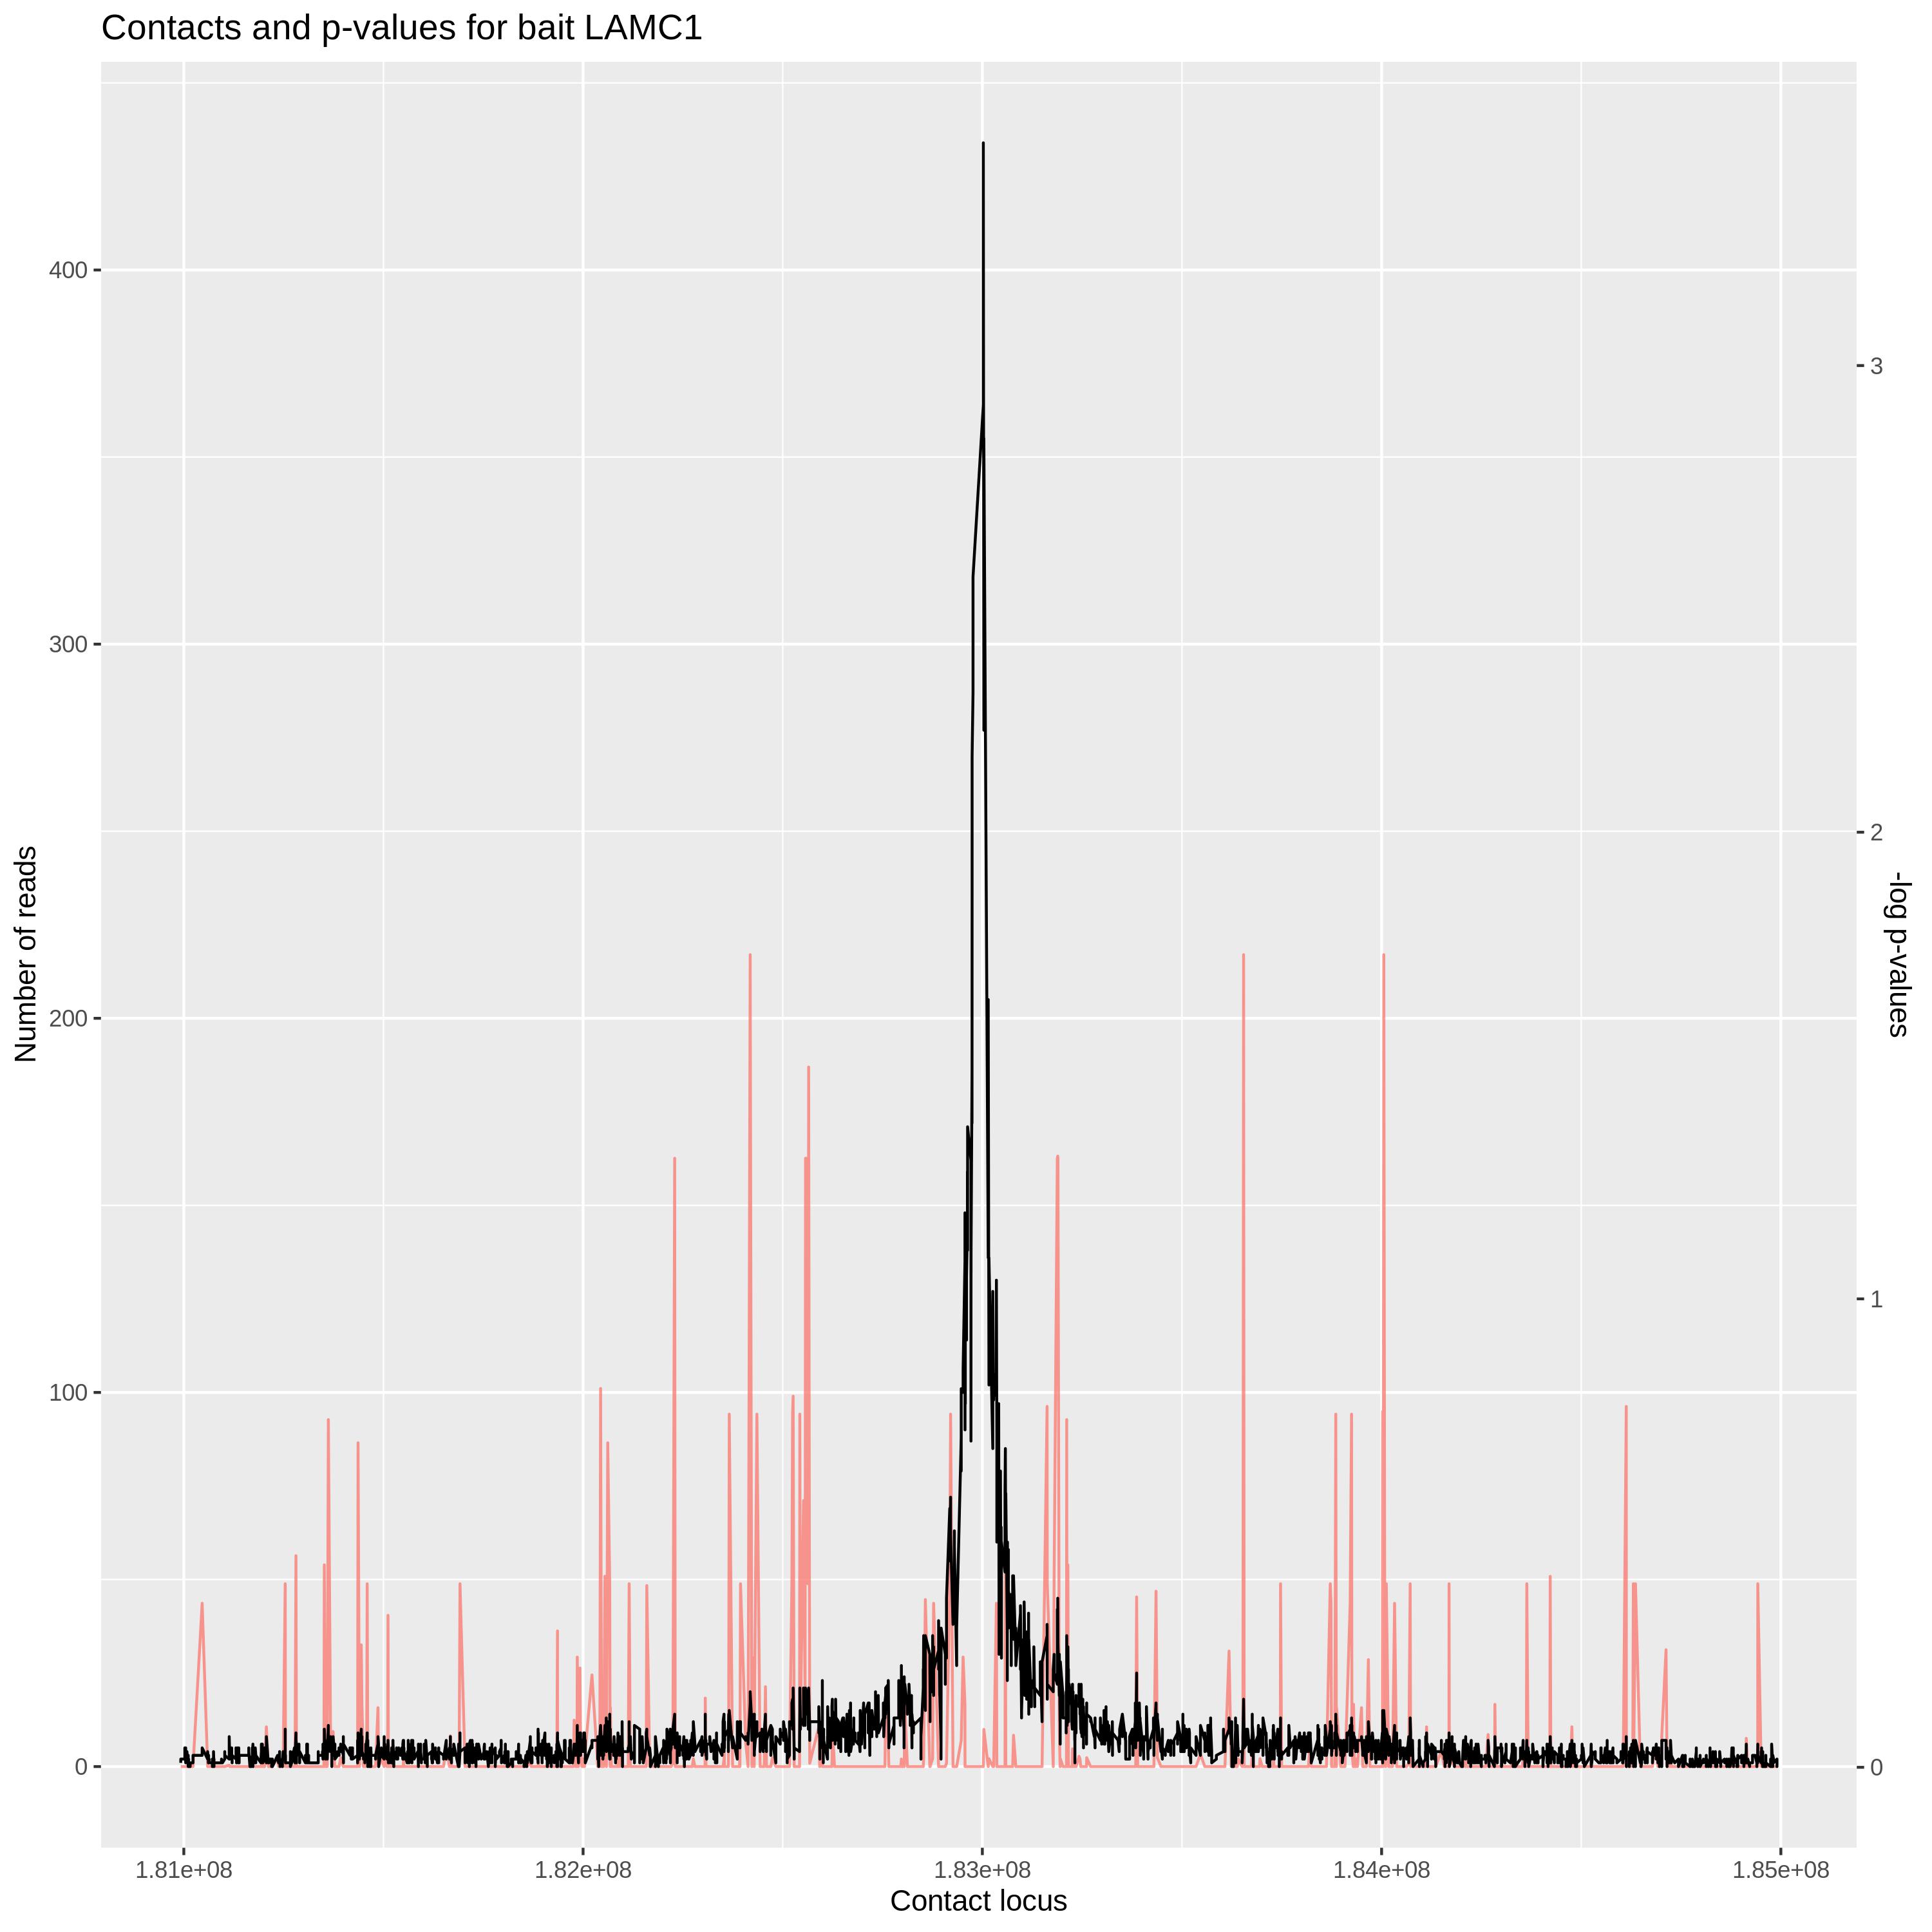 Contacts and p-values for bait LAMC1
400
300
200
100
0
Number of reads
3
2
1
0
-log p-values
1.81e+08 1.82e+08 1.83e+08 1.84e+08 1.85e+08
Contact locus